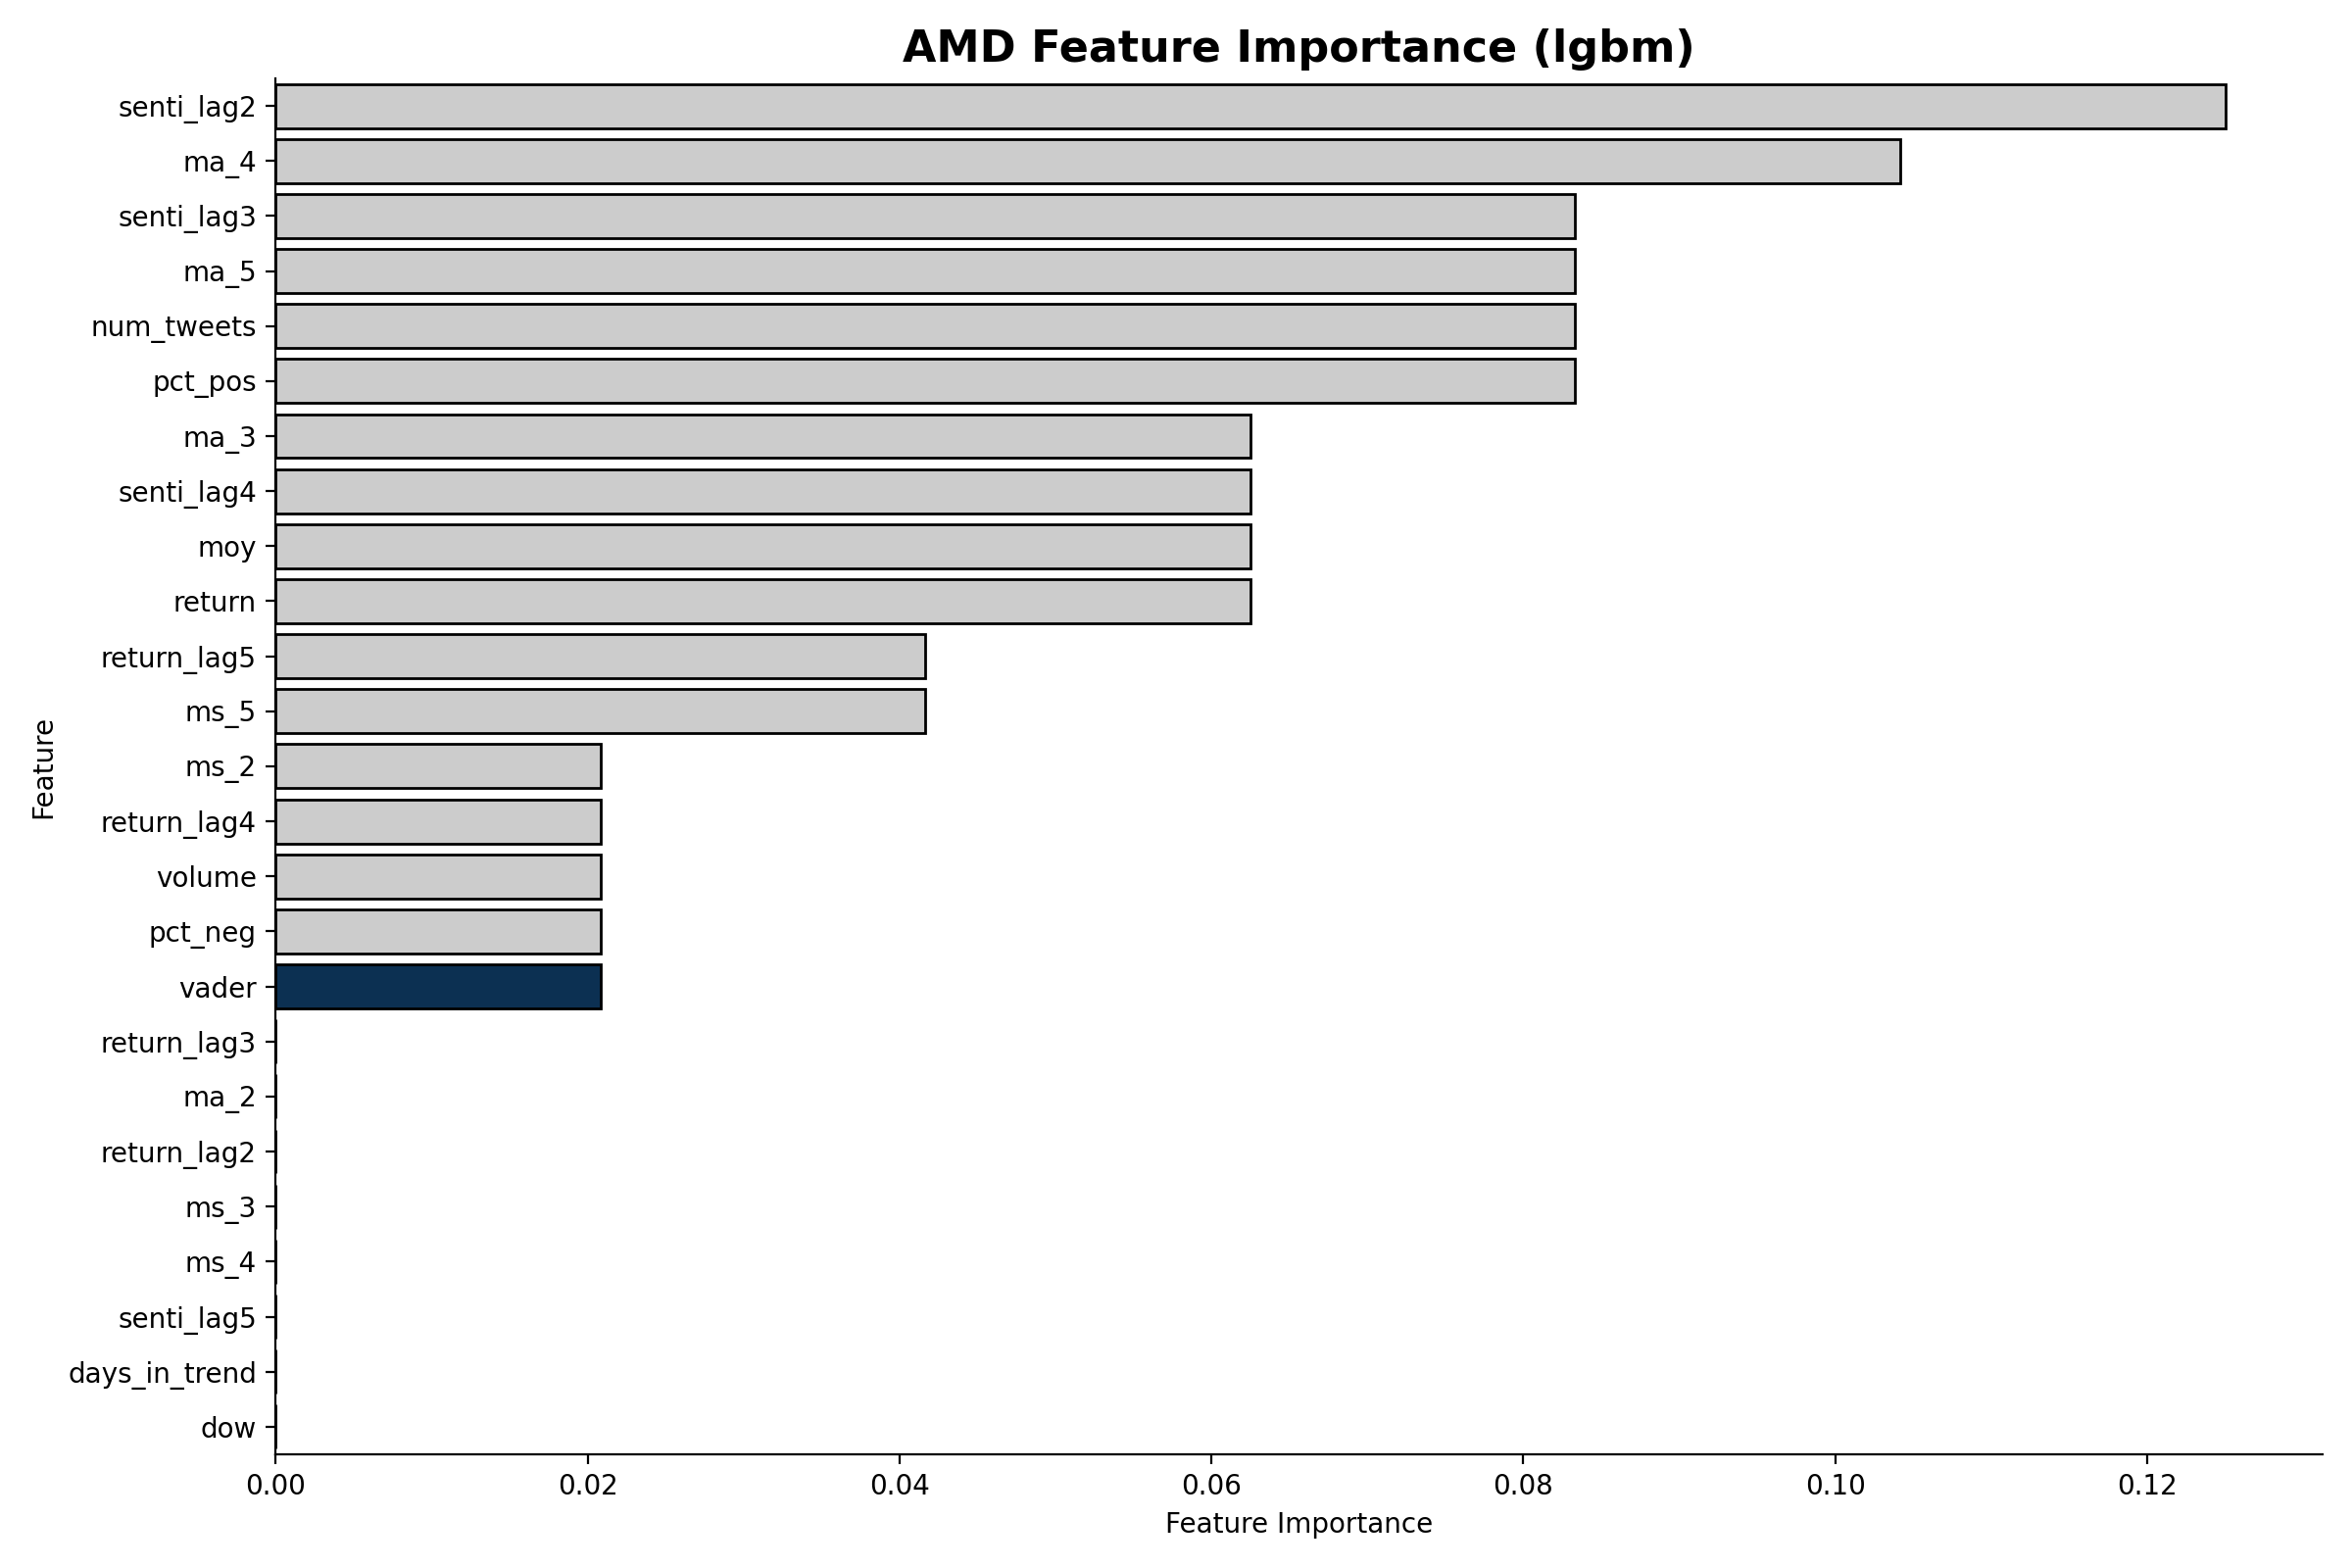 AMD Feature Importance (lgbm)
senti_lag2
ma_4
senti_lag3
ma_5
num_tweets
pct_pos
ma_3
senti_lag4
moy
return
return_lag5
ms_5
ms_2
return_lag4
volume
pct_neg
vader
return_lag3
ma_2
return_lag2
ms_3
ms_4
senti_lag5
days_in_trend
dow
Feature
0.00 0.02 0.04 0.06 0.08 0.10 0.12
Feature Importance